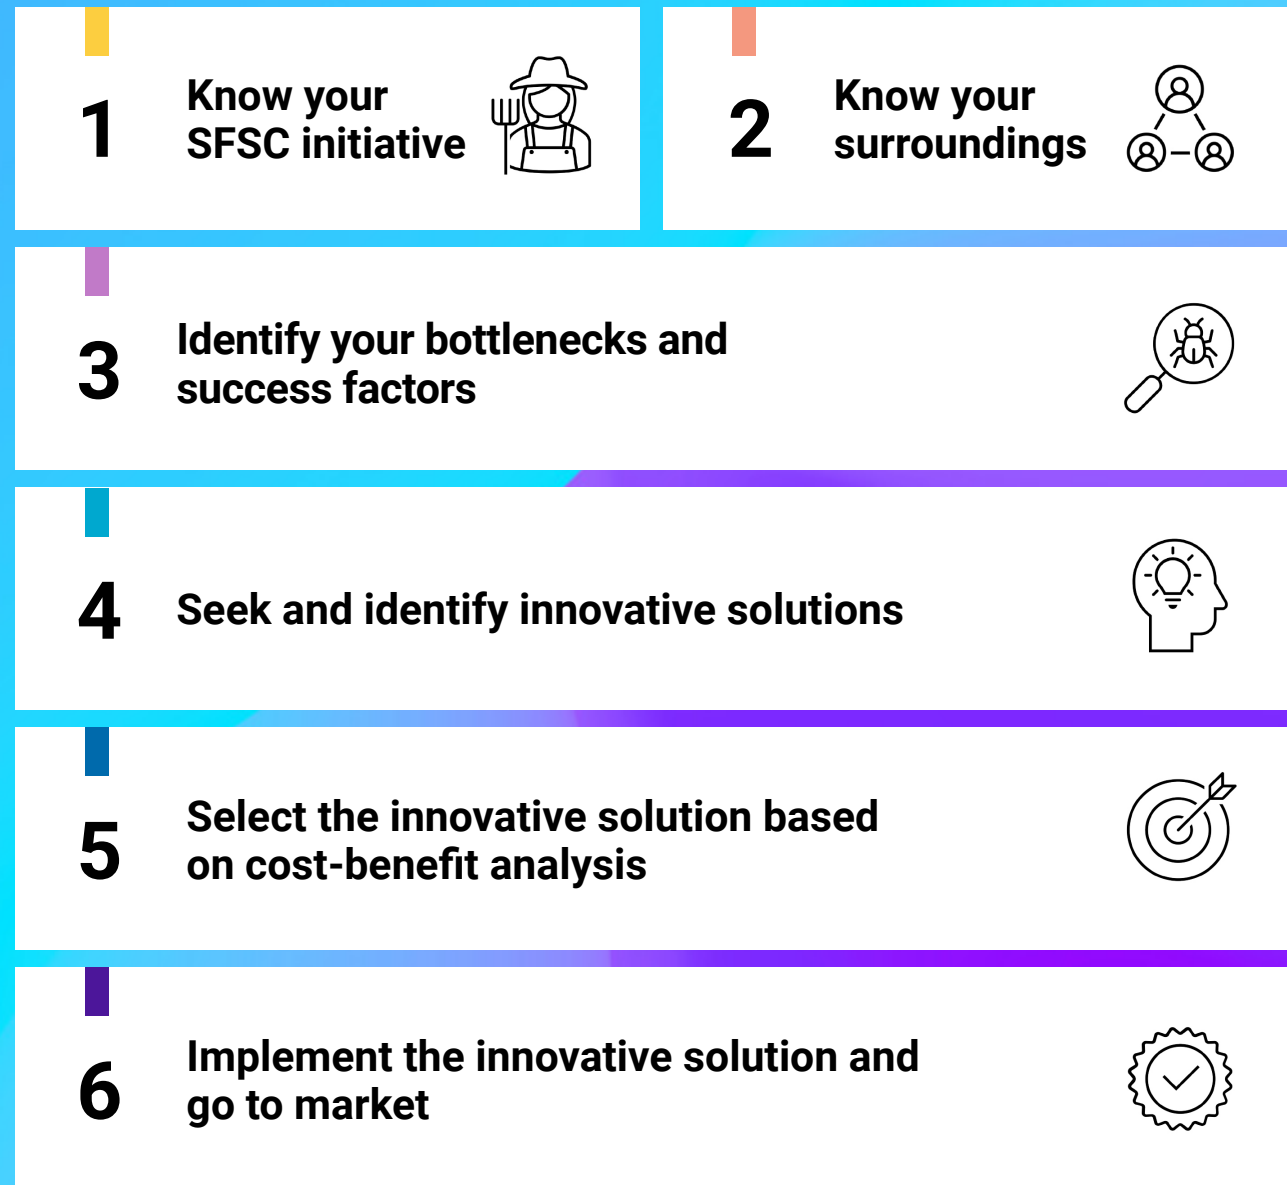 1
Know your
SFSC initiative
2
Know your
surroundings
3
Identify your bottlenecks and
success factors
4
Seek and identify innovative solutions
5
Select the innovative solution based
on cost-benefit analysis
6
Implement the innovative solution and
go to market